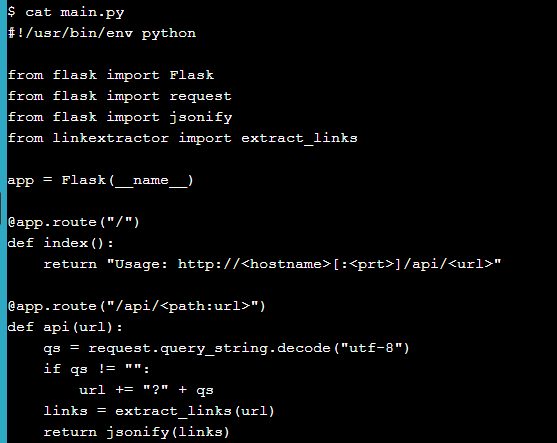 $ cat main.py
#!/usr/bin/env python
from flask import Flask
from flask import request
from flask import jsonify
from linkextractor import extract_links
app = Flask(__name__)
@app.route("/")
def index():
    return "Usage: http://<hostname>[:<prt>]/api/<url>"
@app.route("/api/<path:url>")
def api(url):
    qs = request.query_string.decode("utf-8")
    if qs != "":
        url += "?" + qs
    links = extract_links(url)
    return jsonify(links)